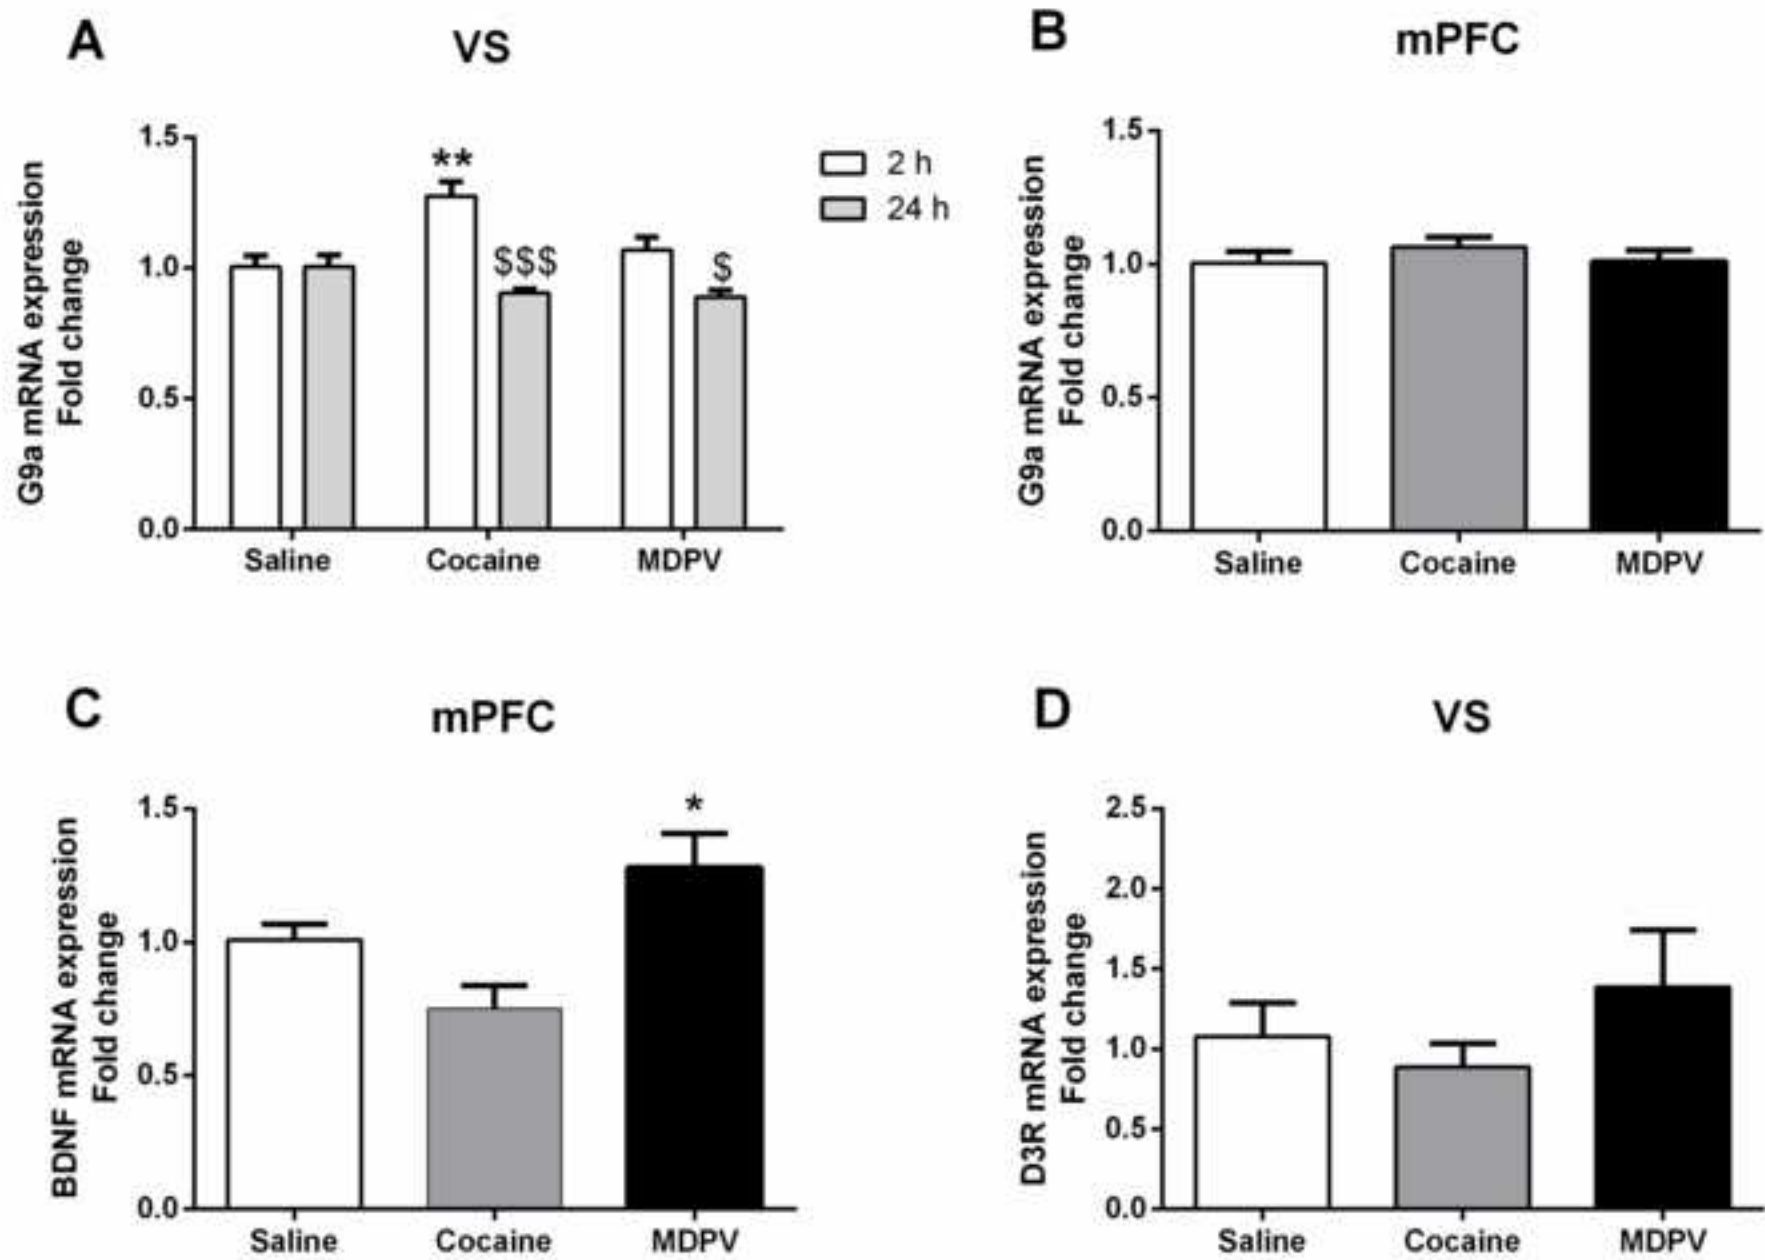 A
VS
G9a mRNA expression
Fold change
1.5
1.0
0.5
0.0
**
$$$
$
Saline
Cocaine
MDPV
2 h
24 h
B
mPFC
G9a mRNA expression
Fold change
1.5
1.0
0.5
0.0
Saline
Cocaine
MDPV
C
mPFC
BDNF mRNA expression
Fold change
1.5
1.0
0.5
0.0
*
Saline
Cocaine
MDPV
D
VS
D3R mRNA expression
Fold change
2.5
2.0
1.5
1.0
0.5
0.0
Saline
Cocaine
MDPV